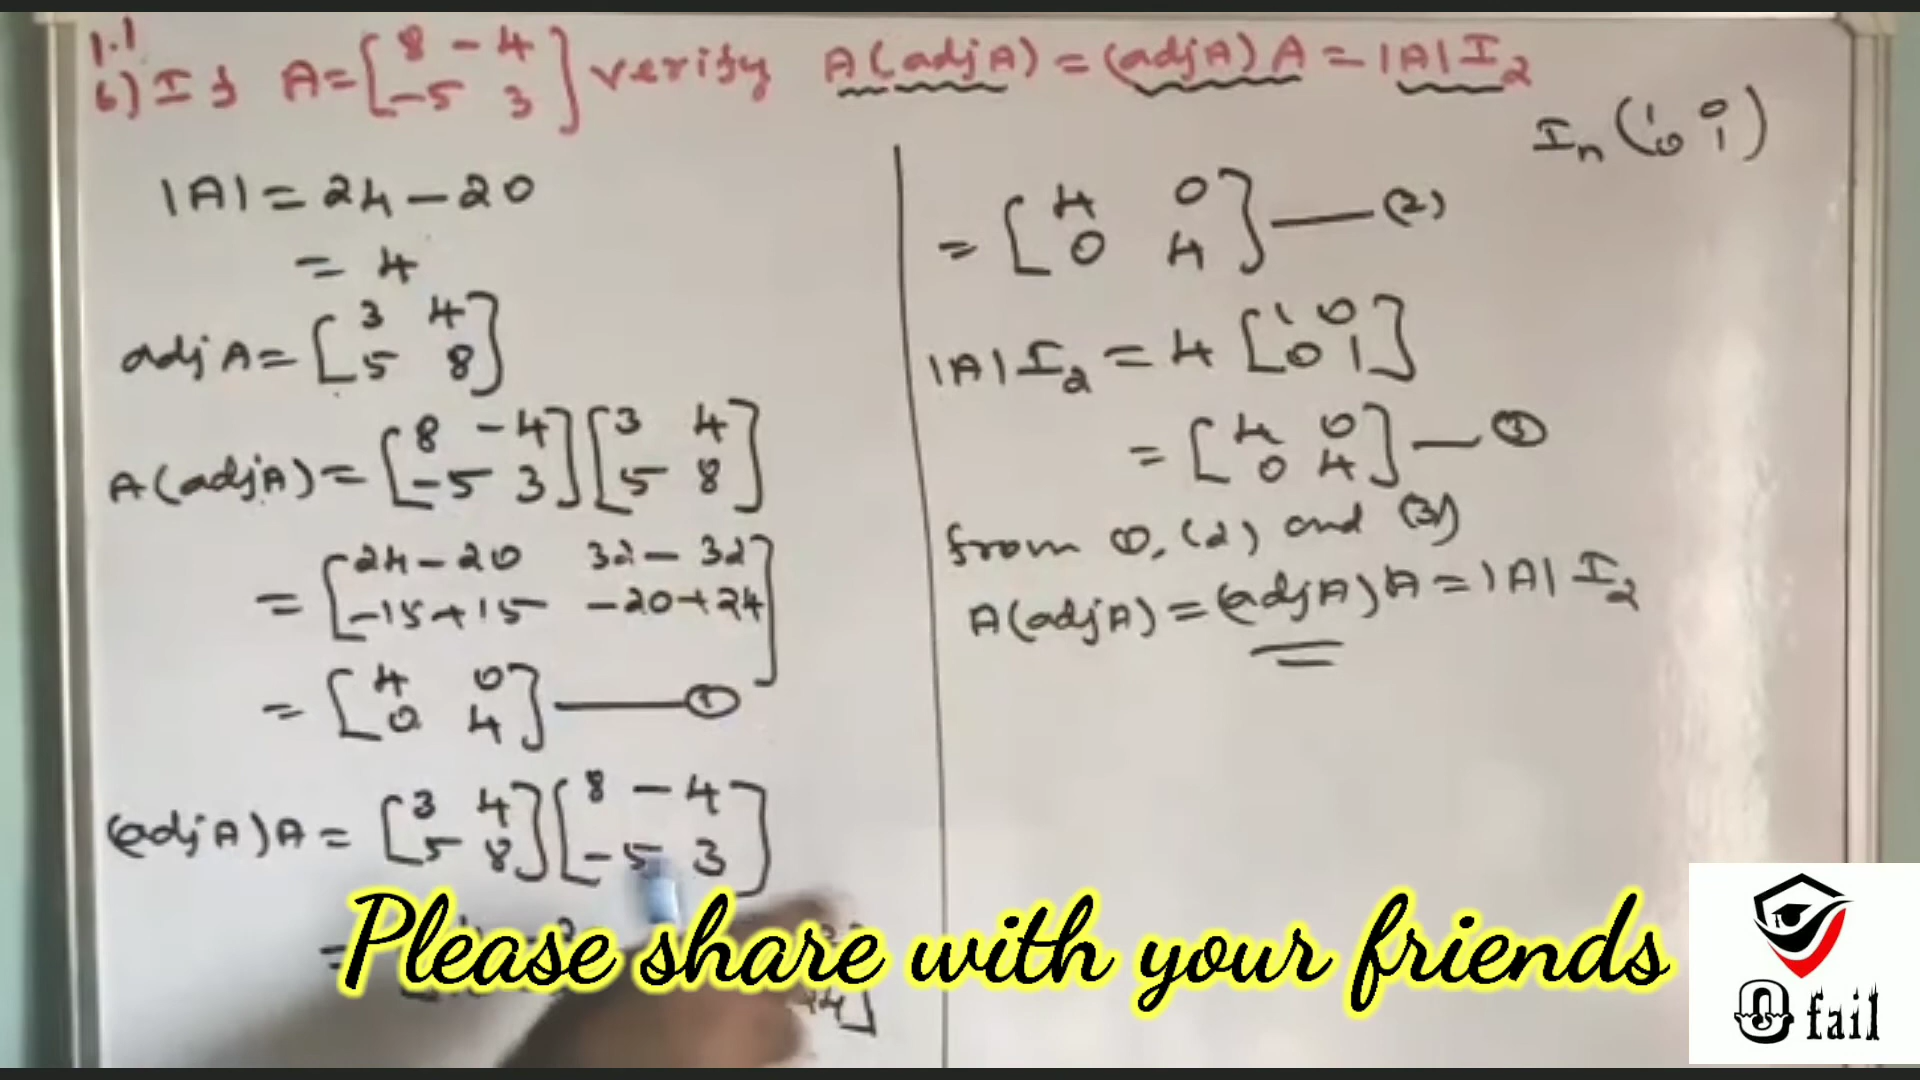 1.1
6) If A = [8 -4] verify A(adjA) = (adjA)A = |A|I2
[-5 3]
|A| = 24 - 20
= 4
adj A = [3 4]
[5 8]
A(adjA) = [8 -4][3 4]
[-5 3][5 8]
= [24-20 32-32]
[-15+15 -20+24]
= [4 0] — ①
[0 4]
(adjA)A = [3 4][8 -4]
[5 8][-5 3]
In (1 0)
(0 1)
= [4 0] — (2)
[0 4]
|A|I2 = 4 [1 0]
[0 1]
= [4 0] — ③
[0 4]
from ①, (2) and (3)
A(adjA) = (adjA)A = |A| I2
Please share with your friends
0 fail